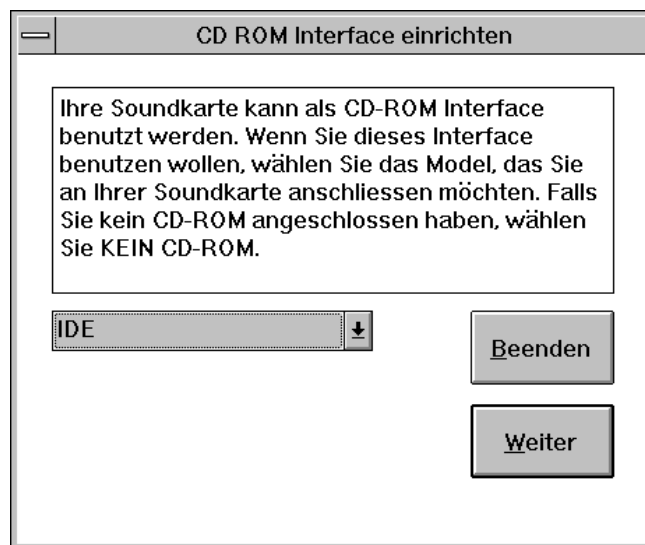 CD ROM Interface einrichten
Ihre Soundkarte kann als CD-ROM Interface
benutzt werden. Wenn Sie dieses Interface
benutzen wollen, wählen Sie das Model, das Sie
an Ihrer Soundkarte anschliessen möchten. Falls
Sie kein CD-ROM angeschlossen haben, wählen
Sie KEIN CD-ROM.
IDE
Beenden
Weiter